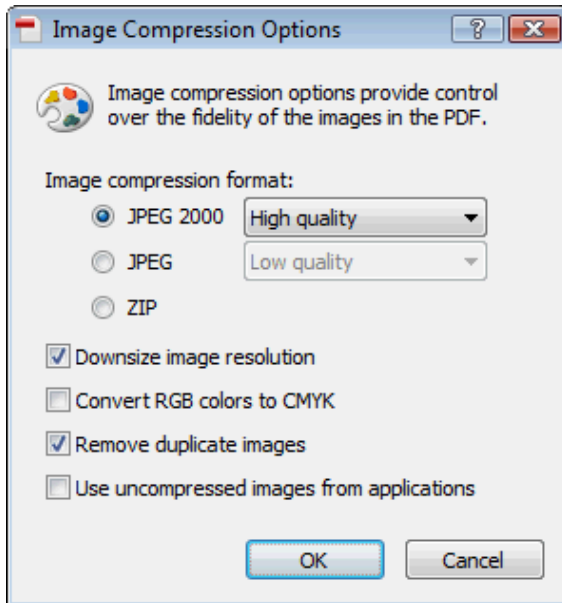 Image Compression Options
?
Image compression options provide control
over the fidelity of the images in the PDF.
Image compression format:
JPEG 2000 High quality
JPEG Low quality
ZIP
Downsize image resolution
Convert RGB colors to CMYK
Remove duplicate images
Use uncompressed images from applications
OK Cancel